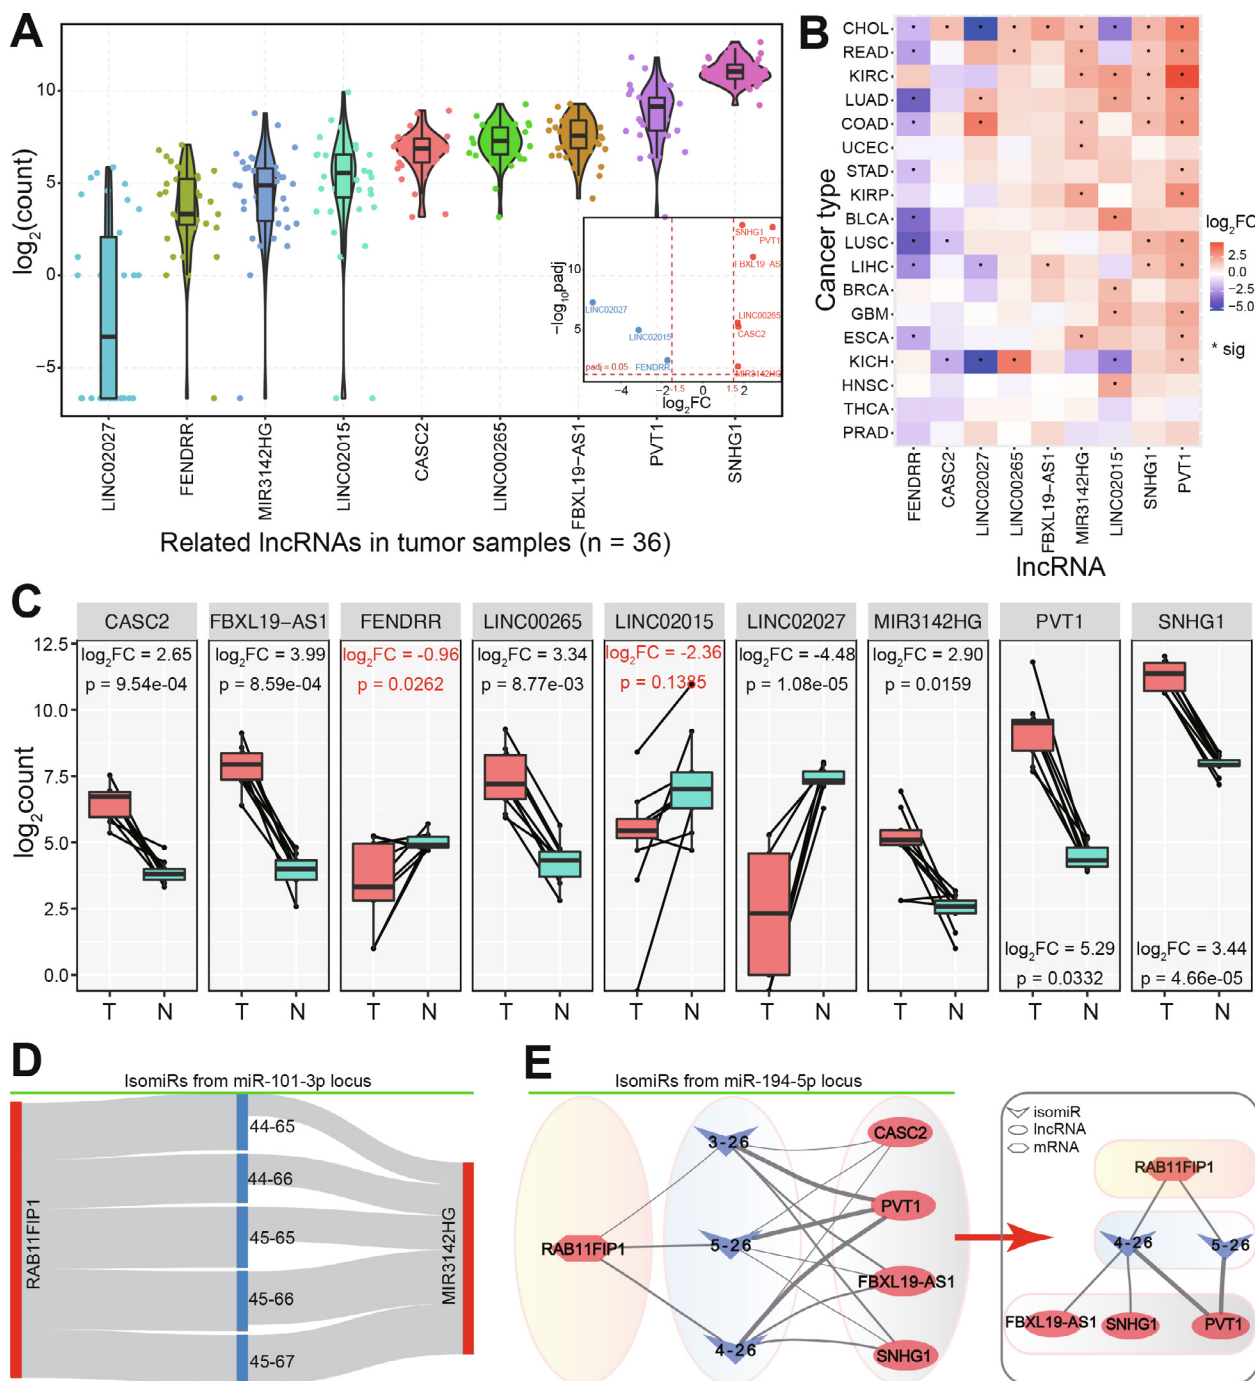 A
log₂(count)
10
5
0
−5
LINC02027
FENDRR
MIR3142HG
LINC02015
CASC2
LINC00265
FBXL19−AS1
PVT1
SNHG1
Related lncRNAs in tumor samples (n = 36)
−log₁₀padj
10
5
SNHG1
PVT1
FBXL19−AS
LINC02027
LINC00265
LINC02015
CASC2
FENDRR
MIR3142HG
padj = 0.05
−4
−2
−1.5
0
1.5
2
log₂FC
B
Cancer type
CHOL
READ
KIRC
LUAD
COAD
UCEC
STAD
KIRP
BLCA
LUSC
LIHC
BRCA
GBM
ESCA
KICH
HNSC
THCA
PRAD
FENDRR
CASC2
LINC02027
LINC00265
FBXL19−AS1
MIR3142HG
LINC02015
SNHG1
PVT1
lncRNA
log₂FC
2.5
0.0
−2.5
−5.0
* sig
C
CASC2 FBXL19−AS1 FENDRR LINC00265 LINC02015 LINC02027 MIR3142HG PVT1 SNHG1
log₂FC = 2.65 log₂FC = 3.99 log₂FC = -0.96 log₂FC = 3.34 log₂FC = -2.36 log₂FC = -4.48 log₂FC = 2.90
p = 9.54e-04 p = 8.59e-04 p = 0.0262 p = 8.77e-03 p = 0.1385 p = 1.08e-05 p = 0.0159
log₂FC = 5.29 log₂FC = 3.44
p = 0.0332 p = 4.66e-05
log₂count
12.5
10.0
7.5
5.0
2.5
0.0
T N T N T N T N T N T N T N T N T N
D
IsomiRs from miR-101-3p locus
RAB11FIP1
44-65
44-66
45-65
45-66
45-67
MIR3142HG
E
IsomiRs from miR-194-5p locus
RAB11FIP1
3-26
5-26
4-26
CASC2
PVT1
FBXL19-AS1
SNHG1
isomiR
lncRNA
mRNA
RAB11FIP1
4-26 5-26
FBXL19-AS1 SNHG1 PVT1